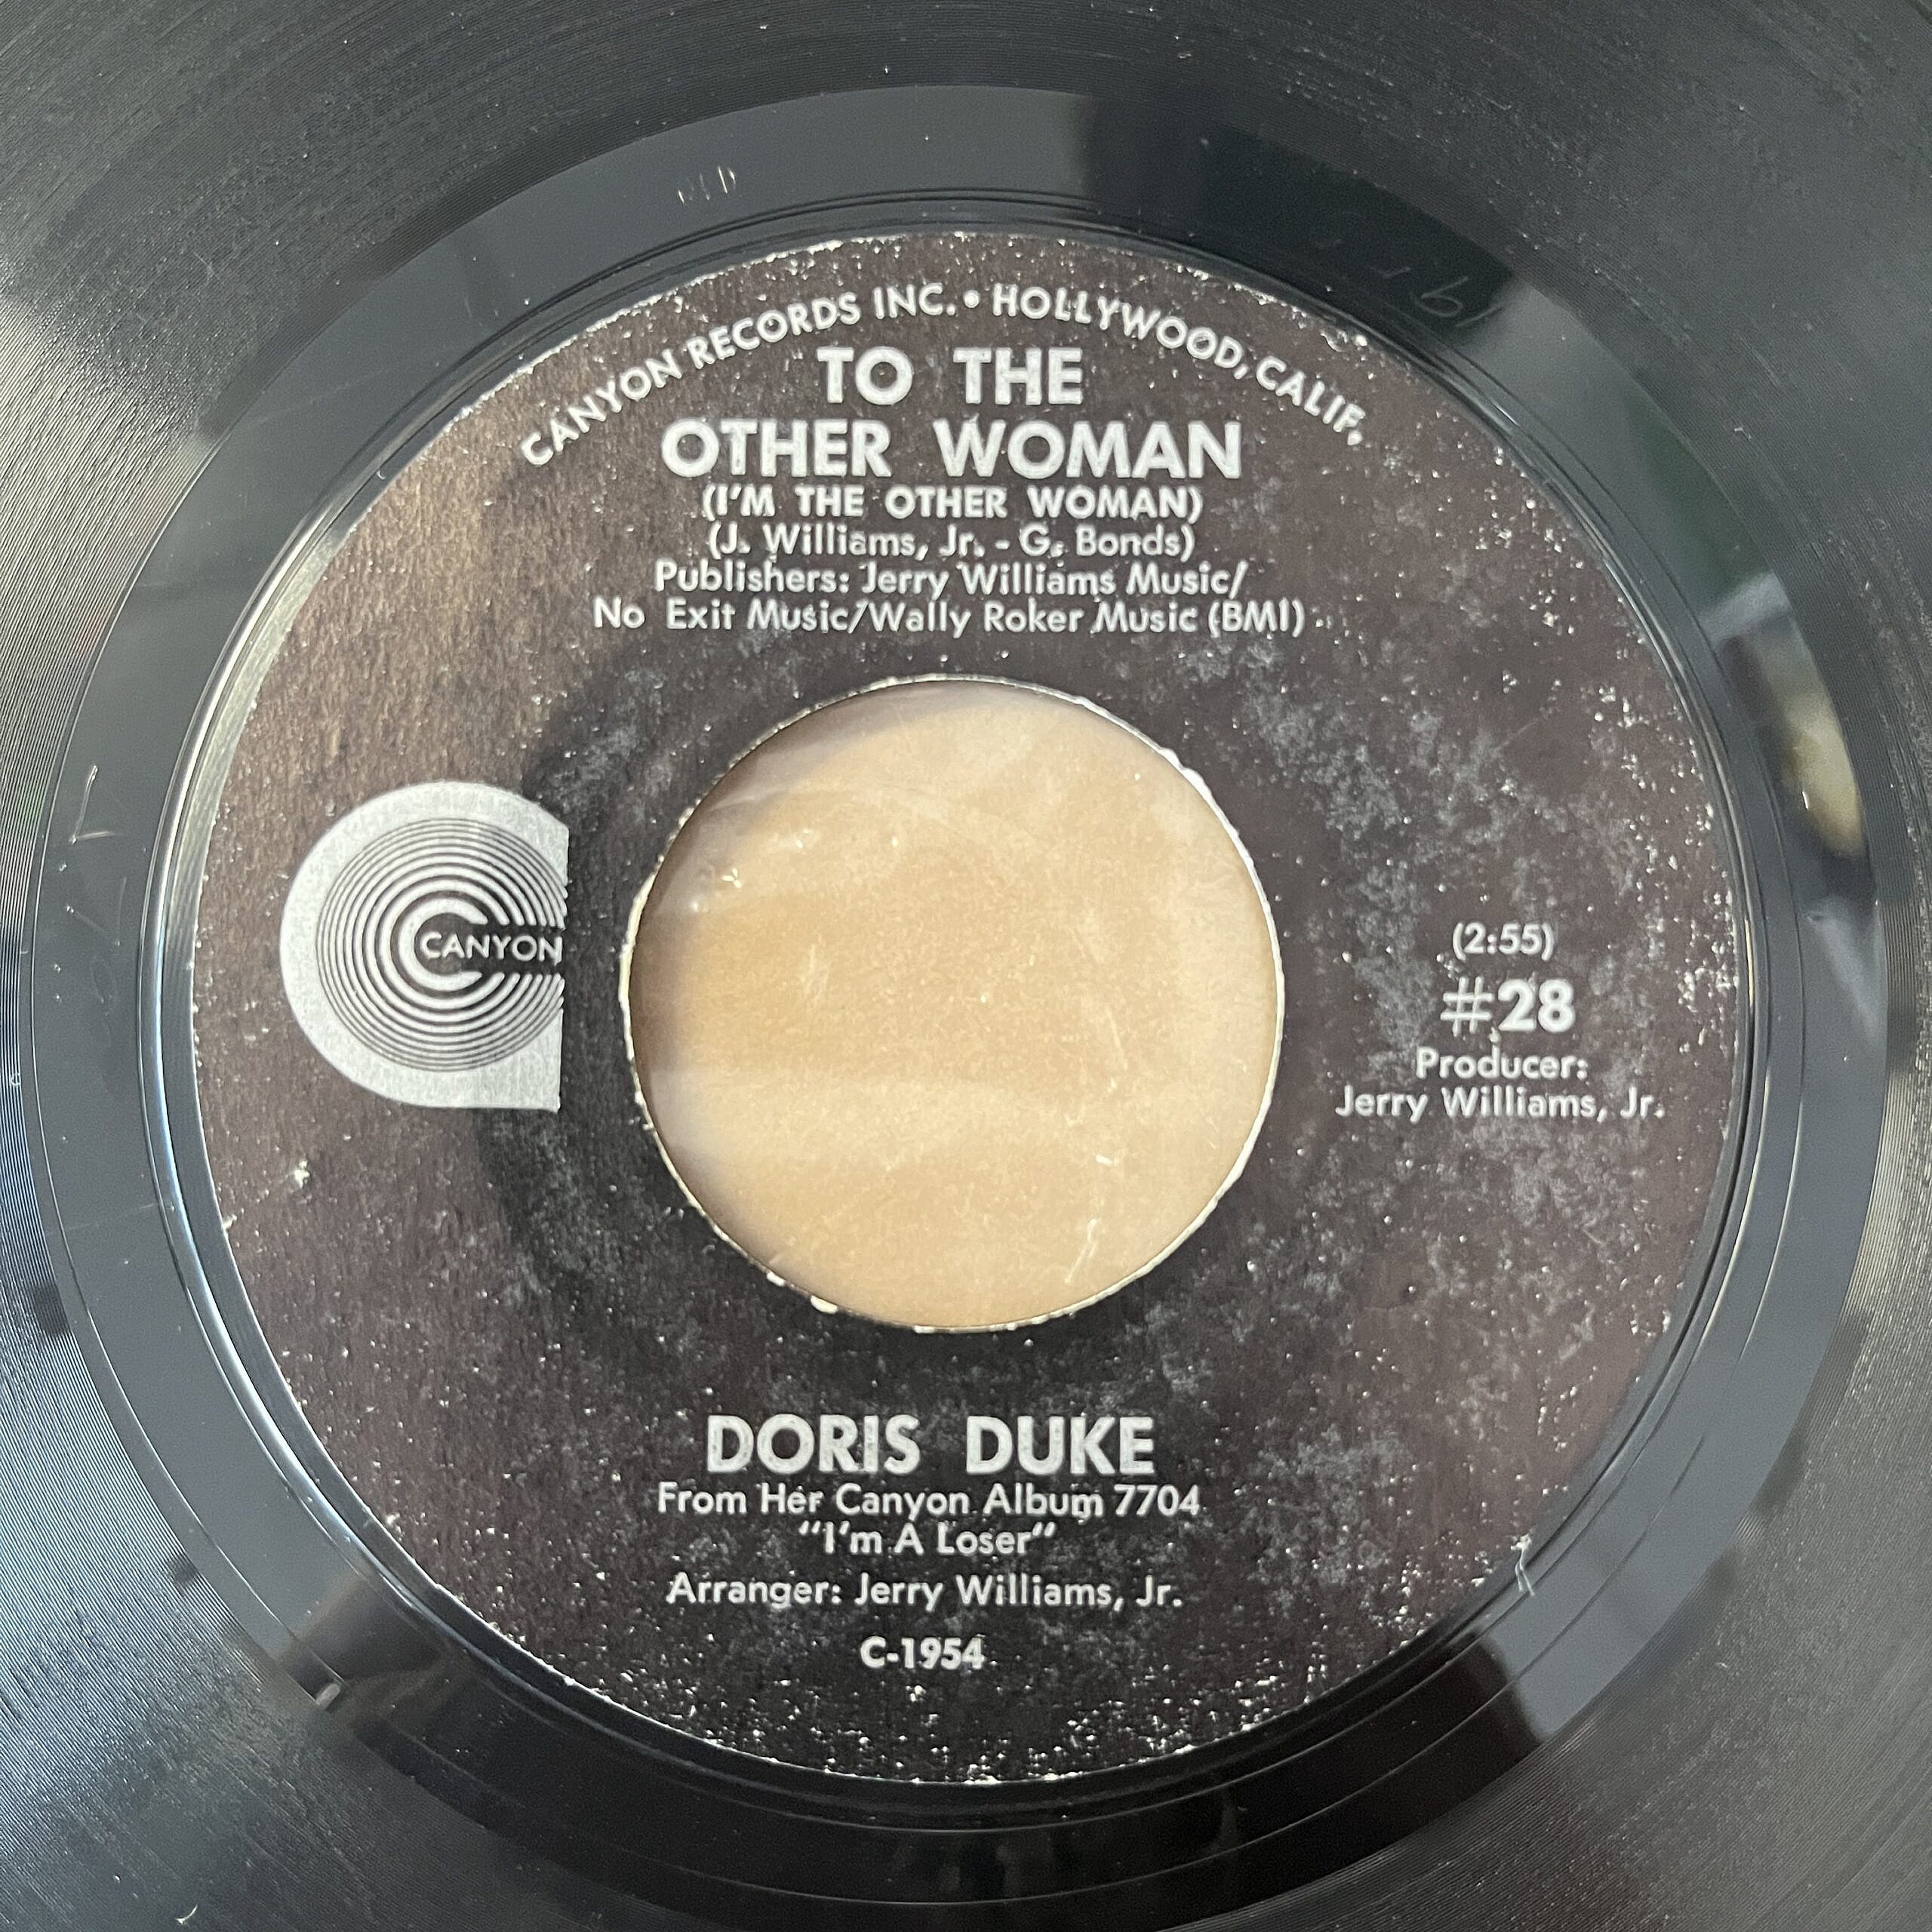 CANYON RECORDS INC. • HOLLYWOOD, CALIF.
TO THE
OTHER WOMAN
(I'M THE OTHER WOMAN)
(J. Williams, Jr. - G. Bonds)
Publishers: Jerry Williams Music/
No Exit Music/Wally Roker Music (BMI)
CANYON
(2:55)
#28
Producer:
Jerry Williams, Jr.
DORIS DUKE
From Her Canyon Album 7704
"I'm A Loser"
Arranger: Jerry Williams, Jr.
C-1954